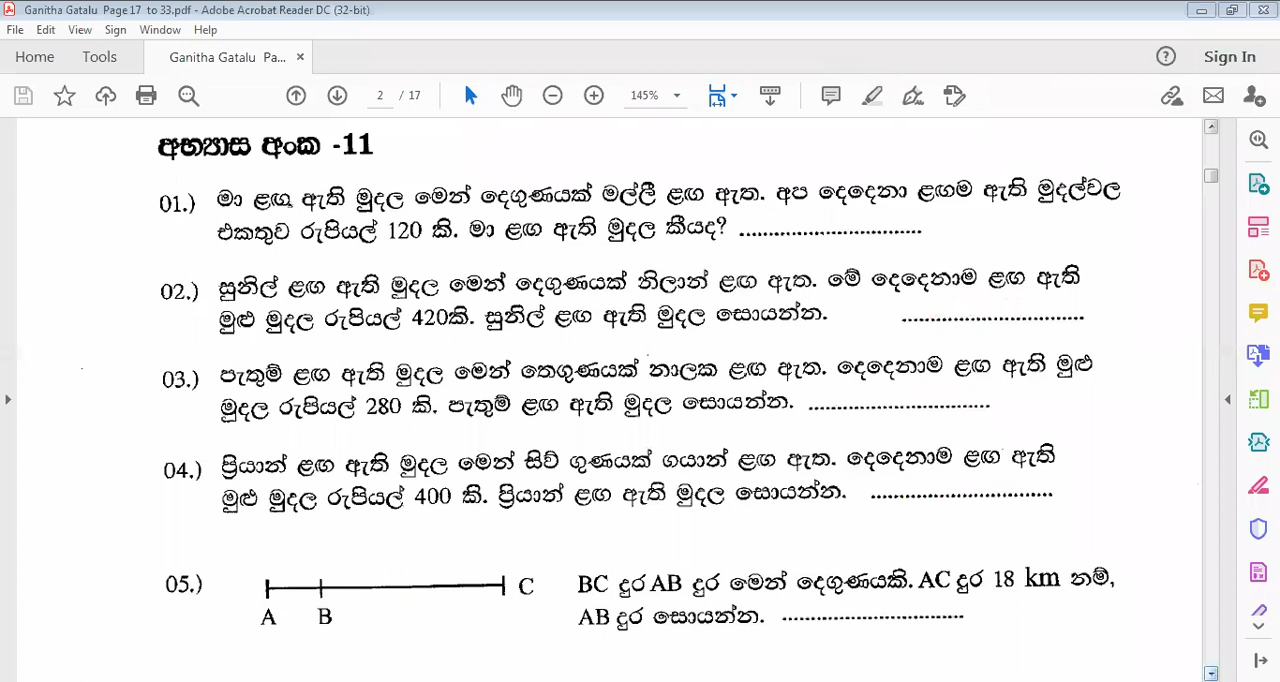 Ganitha Gatalu Page 17 to 33.pdf - Adobe Acrobat Reader DC (32-bit)
File Edit View Sign Window Help
Home Tools Ganitha Gatalu Pa... × Sign In
2 / 17 145%
අභ්‍යාස අංක -11
01.) මා ළඟ ඇති මුදල මෙන් දෙගුණයක් මල්ලී ළඟ ඇත. අප දෙදෙනා ළඟම ඇති මුදල්වල
එකතුව රුපියල් 120 කි. මා ළඟ ඇති මුදල කීයද? ..............................
02.) සුනිල් ළඟ ඇති මුදල මෙන් දෙගුණයක් නිලාන් ළඟ ඇත. මේ දෙදෙනාම ළඟ ඇති
මුළු මුදල රුපියල් 420කි. සුනිල් ළඟ ඇති මුදල සොයන්න. ..............................
03.) පැතුම් ළඟ ඇති මුදල මෙන් තෙගුණයක් නාලක ළඟ ඇත. දෙදෙනාම ළඟ ඇති මුළු
මුදල රුපියල් 280 කි. පැතුම් ළඟ ඇති මුදල සොයන්න. ..............................
04.) ප්‍රියාන් ළඟ ඇති මුදල මෙන් සිව් ගුණයක් ගයාන් ළඟ ඇත. දෙදෙනාම ළඟ ඇති
මුළු මුදල රුපියල් 400 කි. ප්‍රියාන් ළඟ ඇති මුදල සොයන්න. ..............................
05.) C BC දුර AB දුර මෙන් දෙගුණයකි. AC දුර 18 km නම්,
A B AB දුර සොයන්න. ..............................